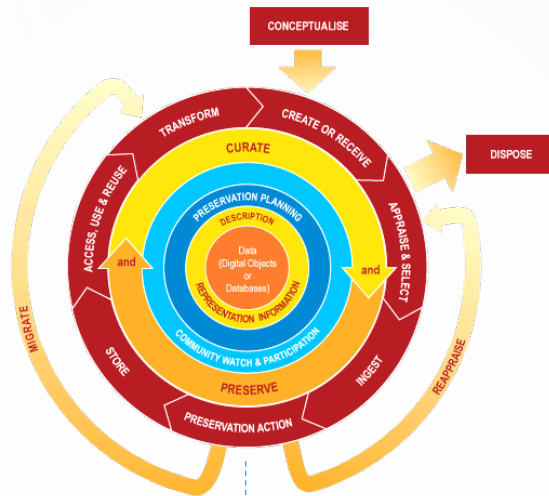 CONCEPTUALISE
CREATE OR RECEIVE
DISPOSE
APPRAISE & SELECT
INGEST
PRESERVATION ACTION
STORE
ACCESS, USE & REUSE
TRANSFORM
MIGRATE
REAPPRAISE
CURATE
and
PRESERVE
and
COMMUNITY WATCH & PARTICIPATION
PRESERVATION PLANNING
DESCRIPTION
REPRESENTATION INFORMATION
Data
(Digital Objects
or
Databases)